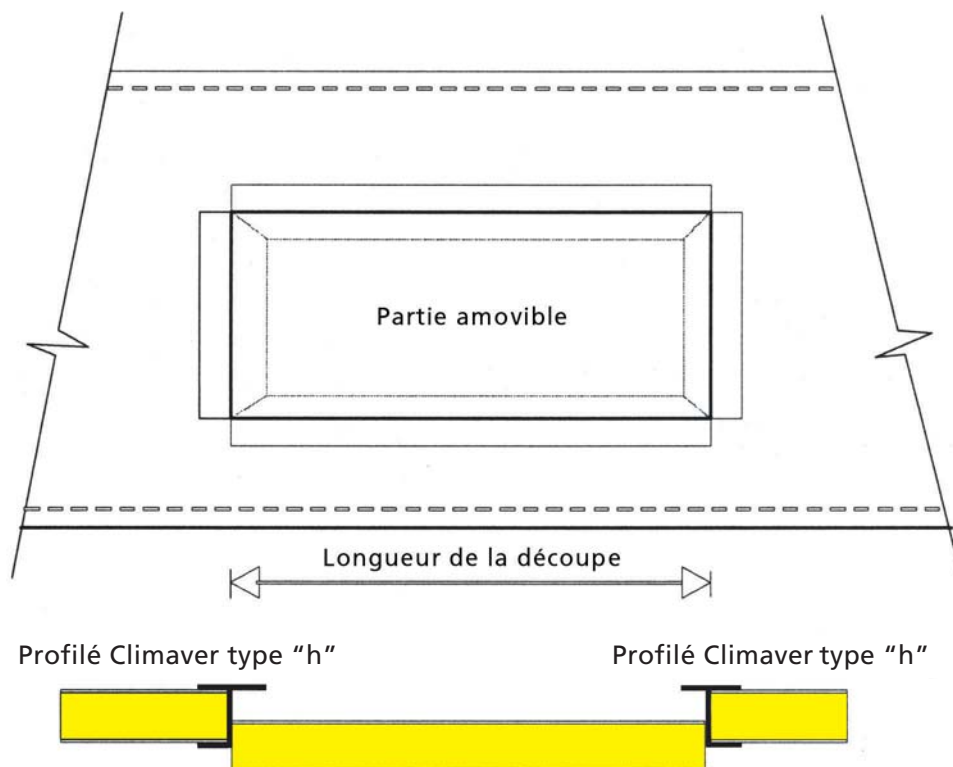 Partie amovible
Longueur de la découpe
Profilé Climaver type “h”
Profilé Climaver type “h”